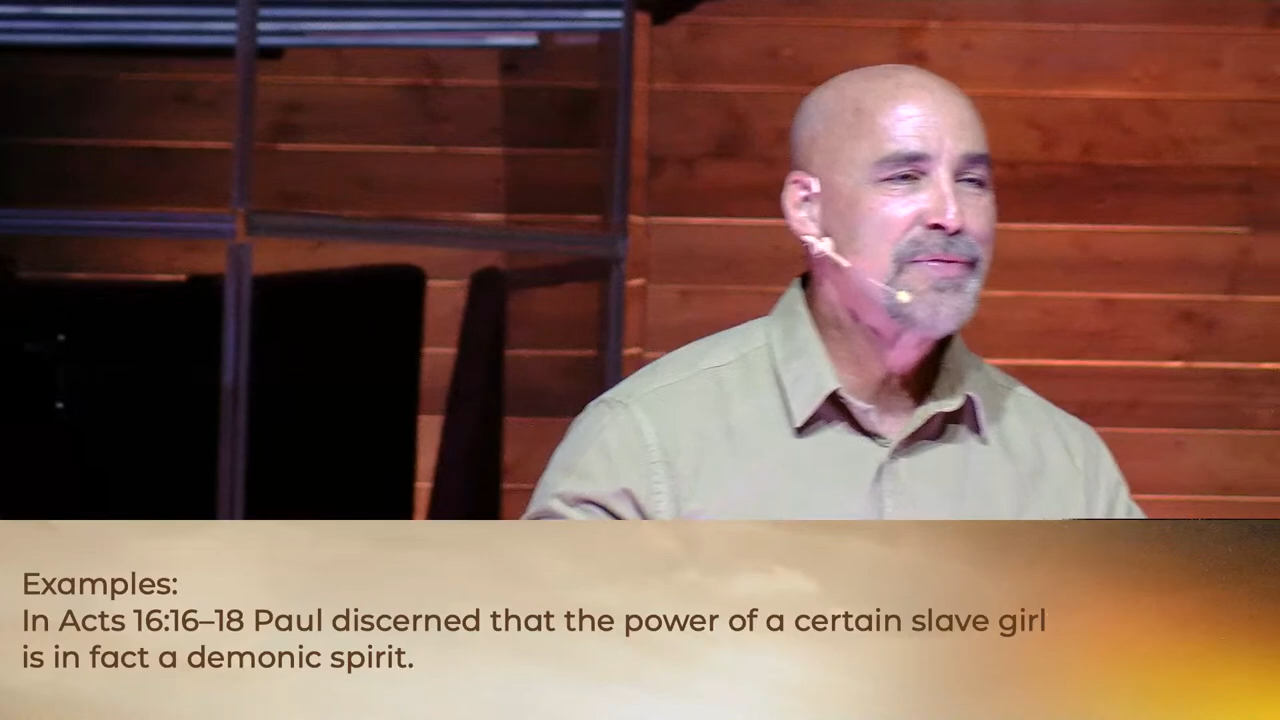 Examples:
In Acts 16:16–18 Paul discerned that the power of a certain slave girl
is in fact a demonic spirit.